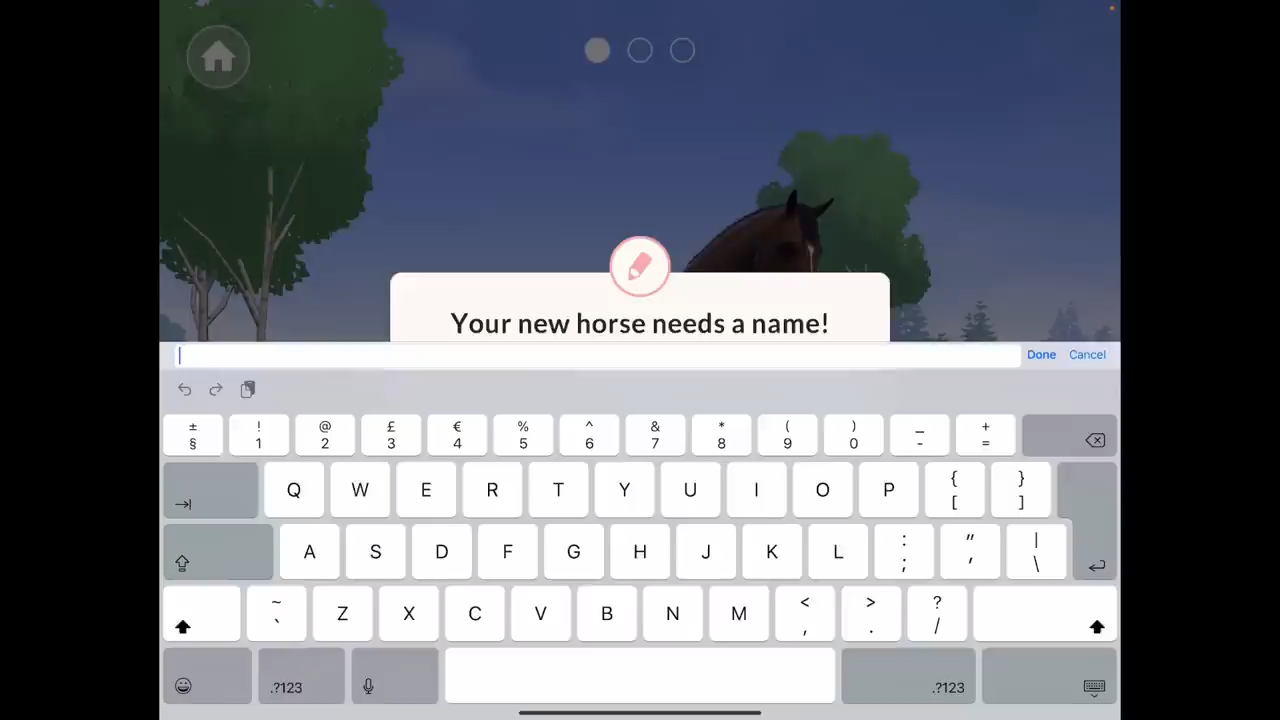 Your new horse needs a name!
Done Cancel
± ! @ £ € % ^ & * ( ) _ +
§ 1 2 3 4 5 6 7 8 9 0 - =
Q W E R T Y U I O P { }
[ ]
A S D F G H J K L : " |
; ' \
~ Z X C V B N M < > ?
` , . /
.?123 .?123